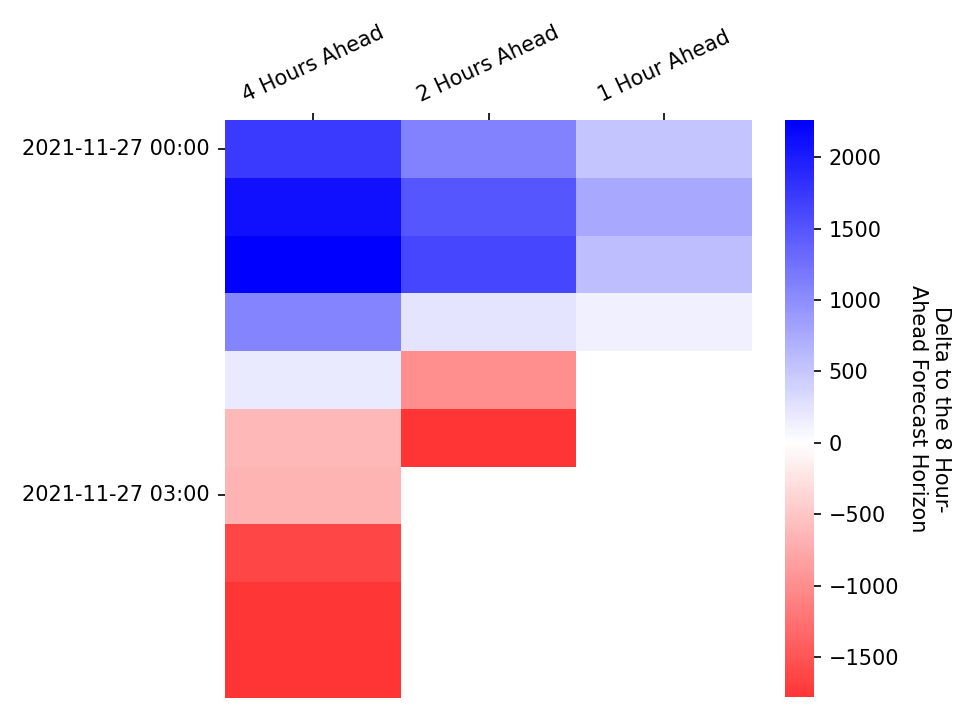 4 Hours Ahead
2 Hours Ahead
1 Hour Ahead
2021-11-27 00:00
2021-11-27 03:00
2000
1500
1000
500
0
−500
−1000
−1500
Delta to the 8 Hour-
Ahead Forecast Horizon